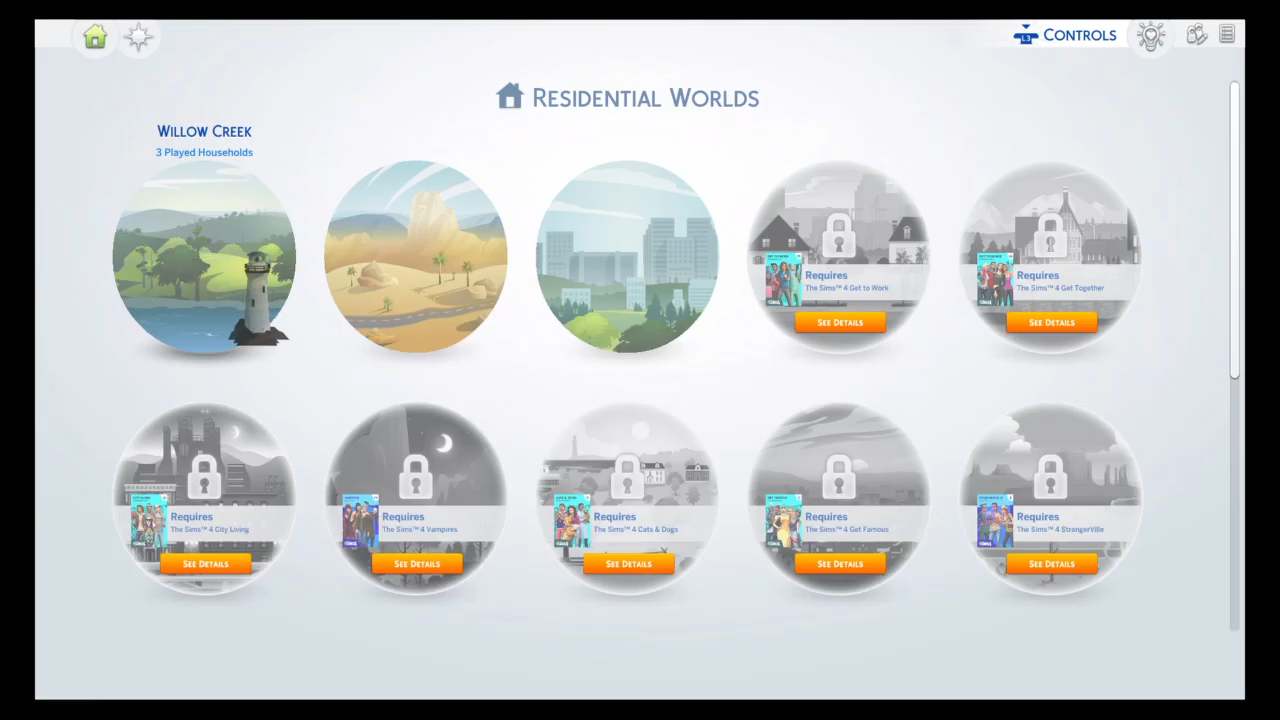 L3 CONTROLS
RESIDENTIAL WORLDS
WILLOW CREEK
3 Played Households
Requires
The Sims™ 4 Get to Work
SEE DETAILS
Requires
The Sims™ 4 Get Together
SEE DETAILS
Requires
The Sims™ 4 City Living
SEE DETAILS
Requires
The Sims™ 4 Vampires
SEE DETAILS
Requires
The Sims™ 4 Cats & Dogs
SEE DETAILS
Requires
The Sims™ 4 Get Famous
SEE DETAILS
Requires
The Sims™ 4 StrangerVille
SEE DETAILS